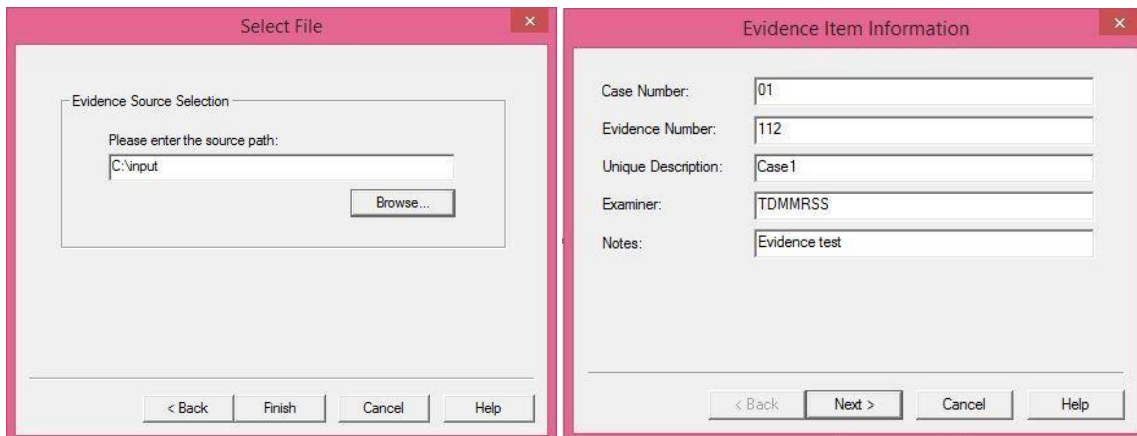 Select File
Evidence Source Selection
Please enter the source path:
C:\input
Browse...
< Back Finish Cancel Help
Evidence Item Information
Case Number: 01
Evidence Number: 112
Unique Description: Case1
Examiner: TDMMRSS
Notes: Evidence test
< Back Next > Cancel Help